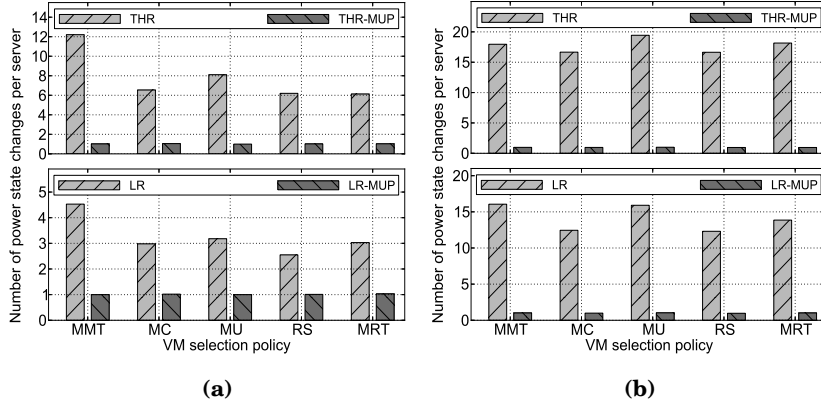 Number of power state changes per server
THR
THR-MUP
14
12
10
8
6
4
2
0
LR
LR-MUP
5
4
3
2
1
0
MMT
MC
MU
RS
MRT
VM selection policy
(a)
Number of power state changes per server
THR
THR-MUP
20
15
10
5
0
LR
LR-MUP
20
15
10
5
0
MMT
MC
MU
RS
MRT
VM selection policy
(b)